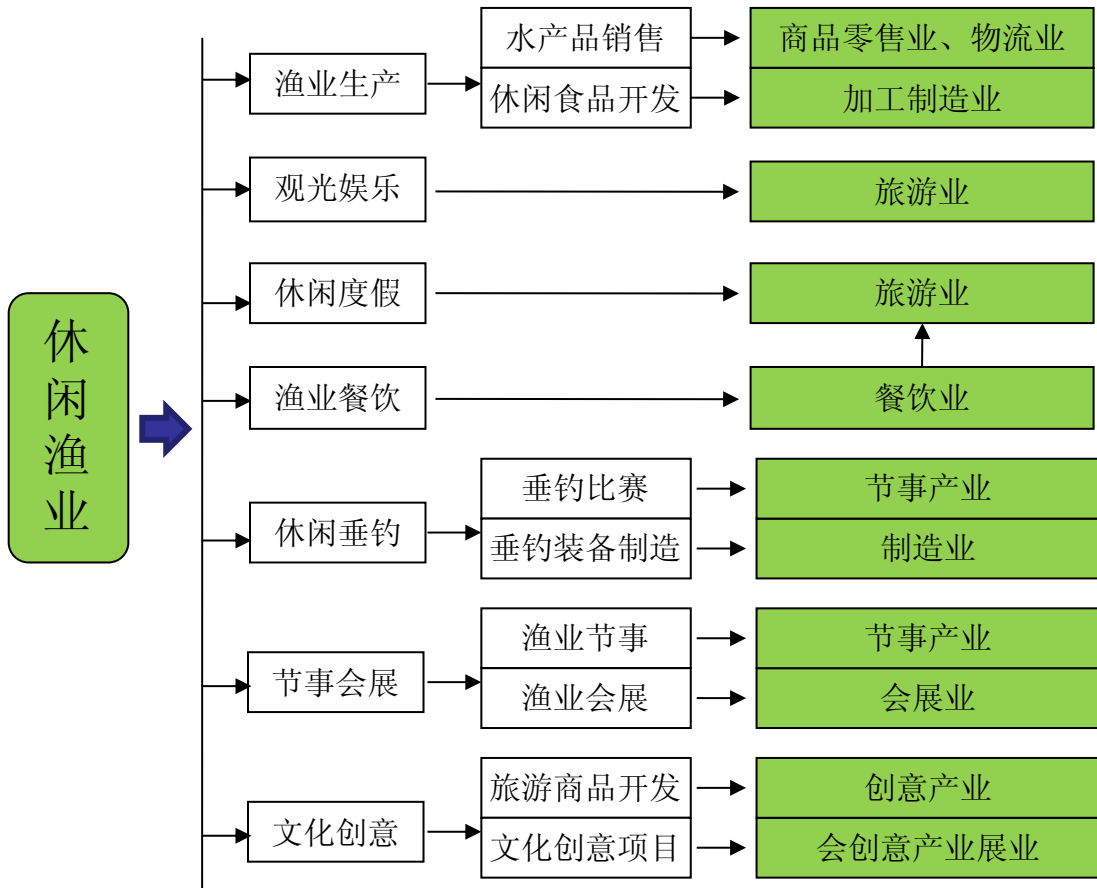 休闲渔业
渔业生产
水产品销售
商品零售业、物流业
休闲食品开发
加工制造业
观光娱乐
旅游业
休闲度假
旅游业
渔业餐饮
餐饮业
休闲垂钓
垂钓比赛
节事产业
垂钓装备制造
制造业
节事会展
渔业节事
节事产业
渔业会展
会展业
文化创意
旅游商品开发
创意产业
文化创意项目
会创意产业展业